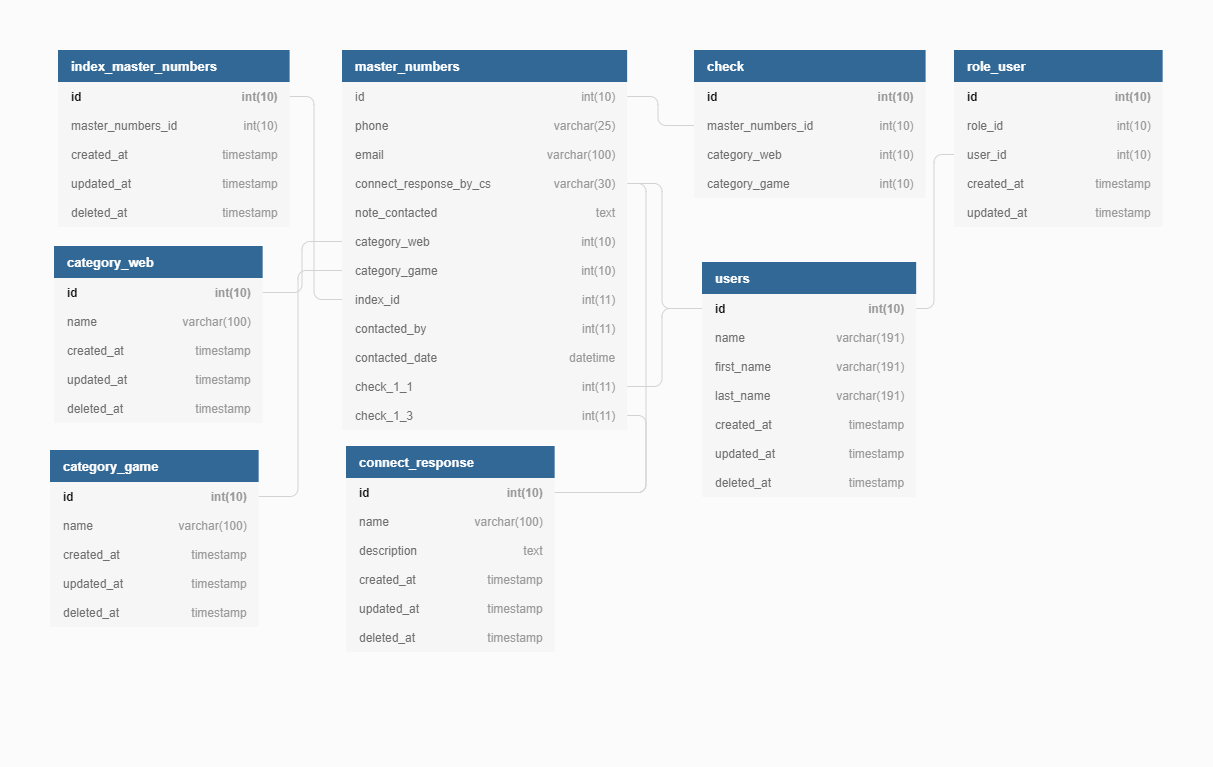 index_master_numbers
id int(10)
master_numbers_id int(10)
created_at timestamp
updated_at timestamp
deleted_at timestamp
master_numbers
id int(10)
phone varchar(25)
email varchar(100)
connect_response_by_cs varchar(30)
note_contacted text
category_web int(10)
category_game int(10)
index_id int(11)
contacted_by int(11)
contacted_date datetime
check_1_1 int(11)
check_1_3 int(11)
check
id int(10)
master_numbers_id int(10)
category_web int(10)
category_game int(10)
role_user
id int(10)
role_id int(10)
user_id int(10)
created_at timestamp
updated_at timestamp
category_web
id int(10)
name varchar(100)
created_at timestamp
updated_at timestamp
deleted_at timestamp
users
id int(10)
name varchar(191)
first_name varchar(191)
last_name varchar(191)
created_at timestamp
updated_at timestamp
deleted_at timestamp
category_game
id int(10)
name varchar(100)
created_at timestamp
updated_at timestamp
deleted_at timestamp
connect_response
id int(10)
name varchar(100)
description text
created_at timestamp
updated_at timestamp
deleted_at timestamp